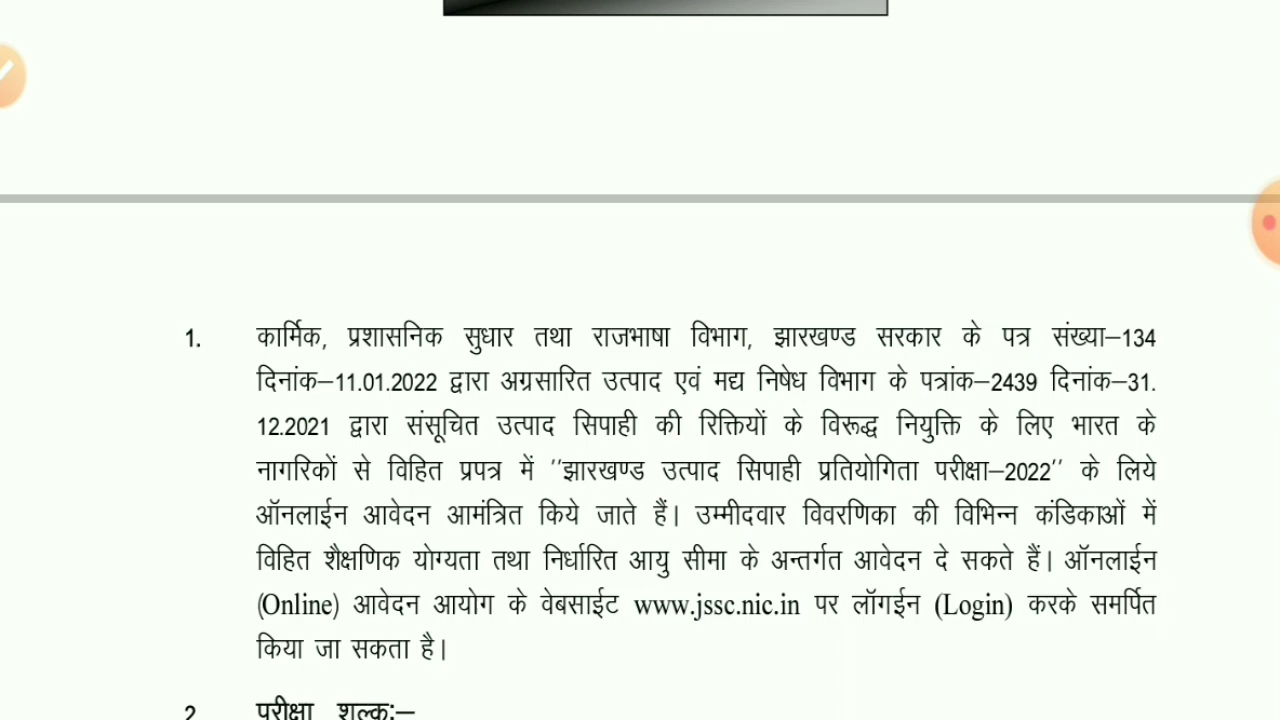 1. कार्मिक, प्रशासनिक सुधार तथा राजभाषा विभाग, झारखण्ड सरकार के पत्र संख्या–134
दिनांक–11.01.2022 द्वारा अग्रसारित उत्पाद एवं मद्य निषेध विभाग के पत्रांक–2439 दिनांक–31.
12.2021 द्वारा संसूचित उत्पाद सिपाही की रिक्तियों के विरूद्ध नियुक्ति के लिए भारत के
नागरिकों से विहित प्रपत्र में ''झारखण्ड उत्पाद सिपाही प्रतियोगिता परीक्षा–2022'' के लिये
ऑनलाईन आवेदन आमंत्रित किये जाते हैं। उम्मीदवार विवरणिका की विभिन्न कंडिकाओं में
विहित शैक्षणिक योग्यता तथा निर्धारित आयु सीमा के अन्तर्गत आवेदन दे सकते हैं। ऑनलाईन
(Online) आवेदन आयोग के वेबसाईट www.jssc.nic.in पर लॉगईन (Login) करके समर्पित
किया जा सकता है।
2 परीक्षा शुल्क:–